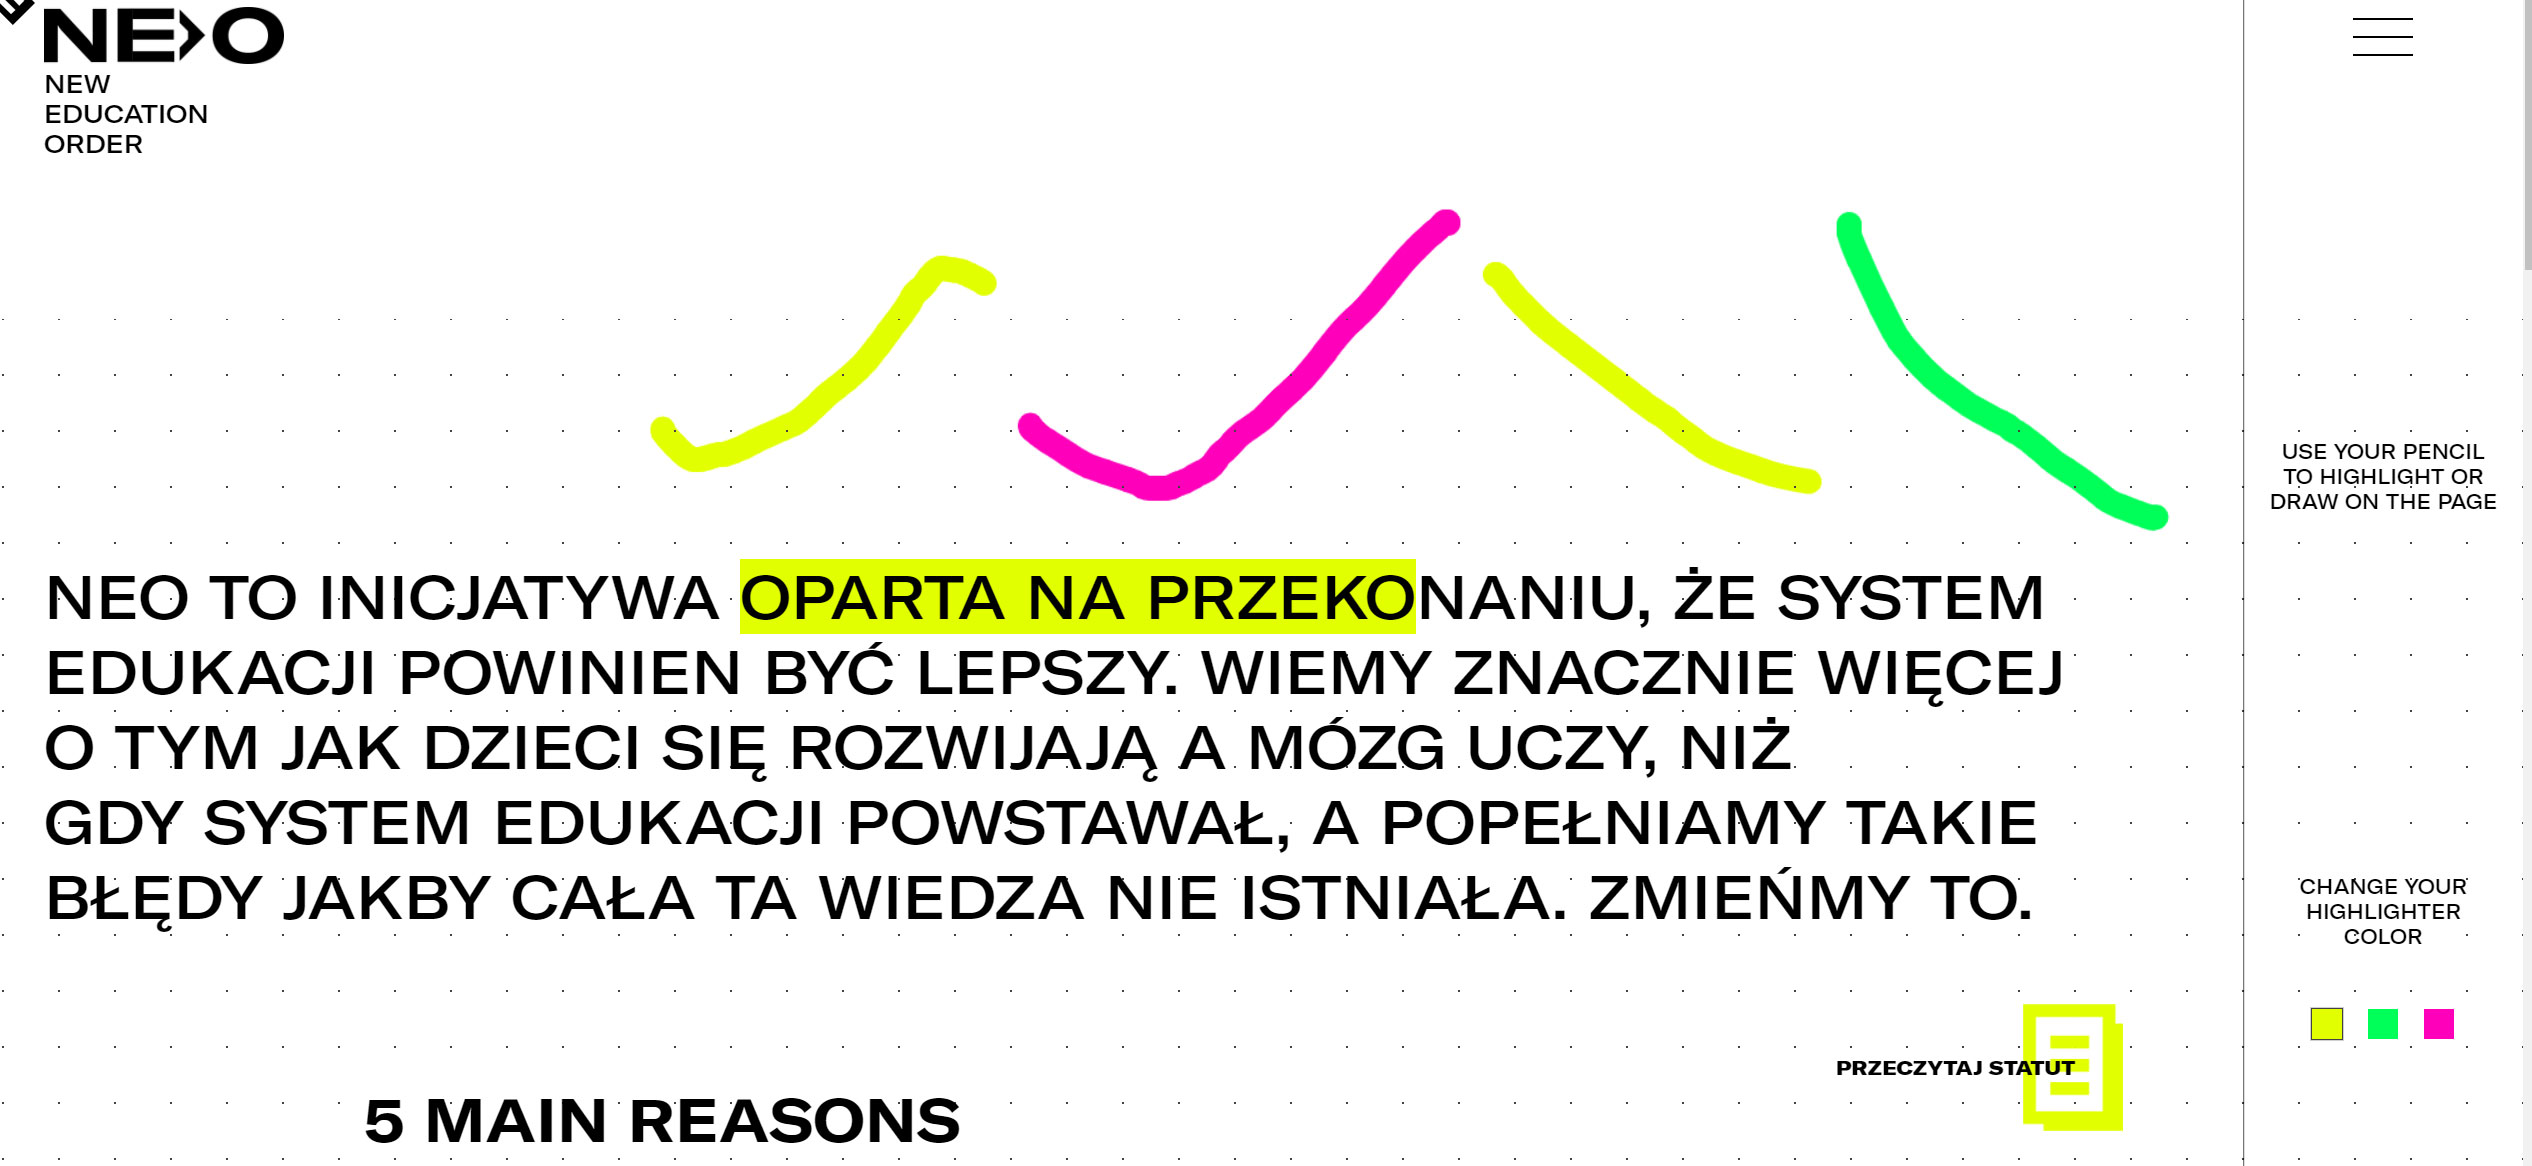 NE>O
NEW
EDUCATION
ORDER
USE YOUR PENCIL
TO HIGHLIGHT OR
DRAW ON THE PAGE
NEO TO INICJATYWA OPARTA NA PRZEKONANIU, ŻE SYSTEM
EDUKACJI POWINIEN BYĆ LEPSZY. WIEMY ZNACZNIE WIĘCEJ
O TYM JAK DZIECI SIĘ ROZWIJAJĄ A MÓZG UCZY, NIŻ
GDY SYSTEM EDUKACJI POWSTAWAŁ, A POPEŁNIAMY TAKIE
BŁĘDY JAKBY CAŁA TA WIEDZA NIE ISTNIAŁA. ZMIEŃMY TO.
CHANGE YOUR
HIGHLIGHTER
COLOR
PRZECZYTAJ STATUT
5 MAIN REASONS